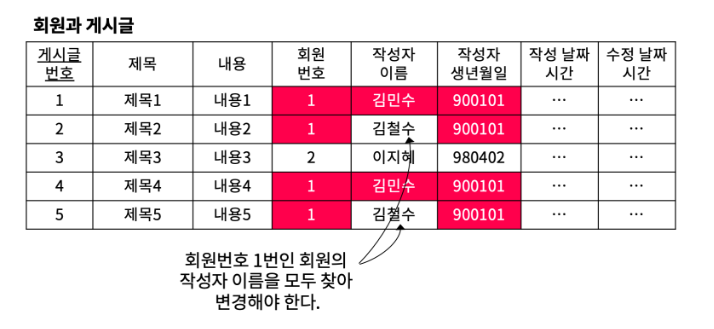 회원과 게시글
게시글 번호 제목 내용 회원 번호 작성자 이름 작성자 생년월일 작성 날짜 시간 수정 날짜 시간
1 제목1 내용1 1 김민수 900101 … …
2 제목2 내용2 1 김철수 900101 … …
3 제목3 내용3 2 이지혜 980402 … …
4 제목4 내용4 1 김민수 900101 … …
5 제목5 내용5 1 김철수 900101 … …
회원번호 1번인 회원의
작성자 이름을 모두 찾아
변경해야 한다.